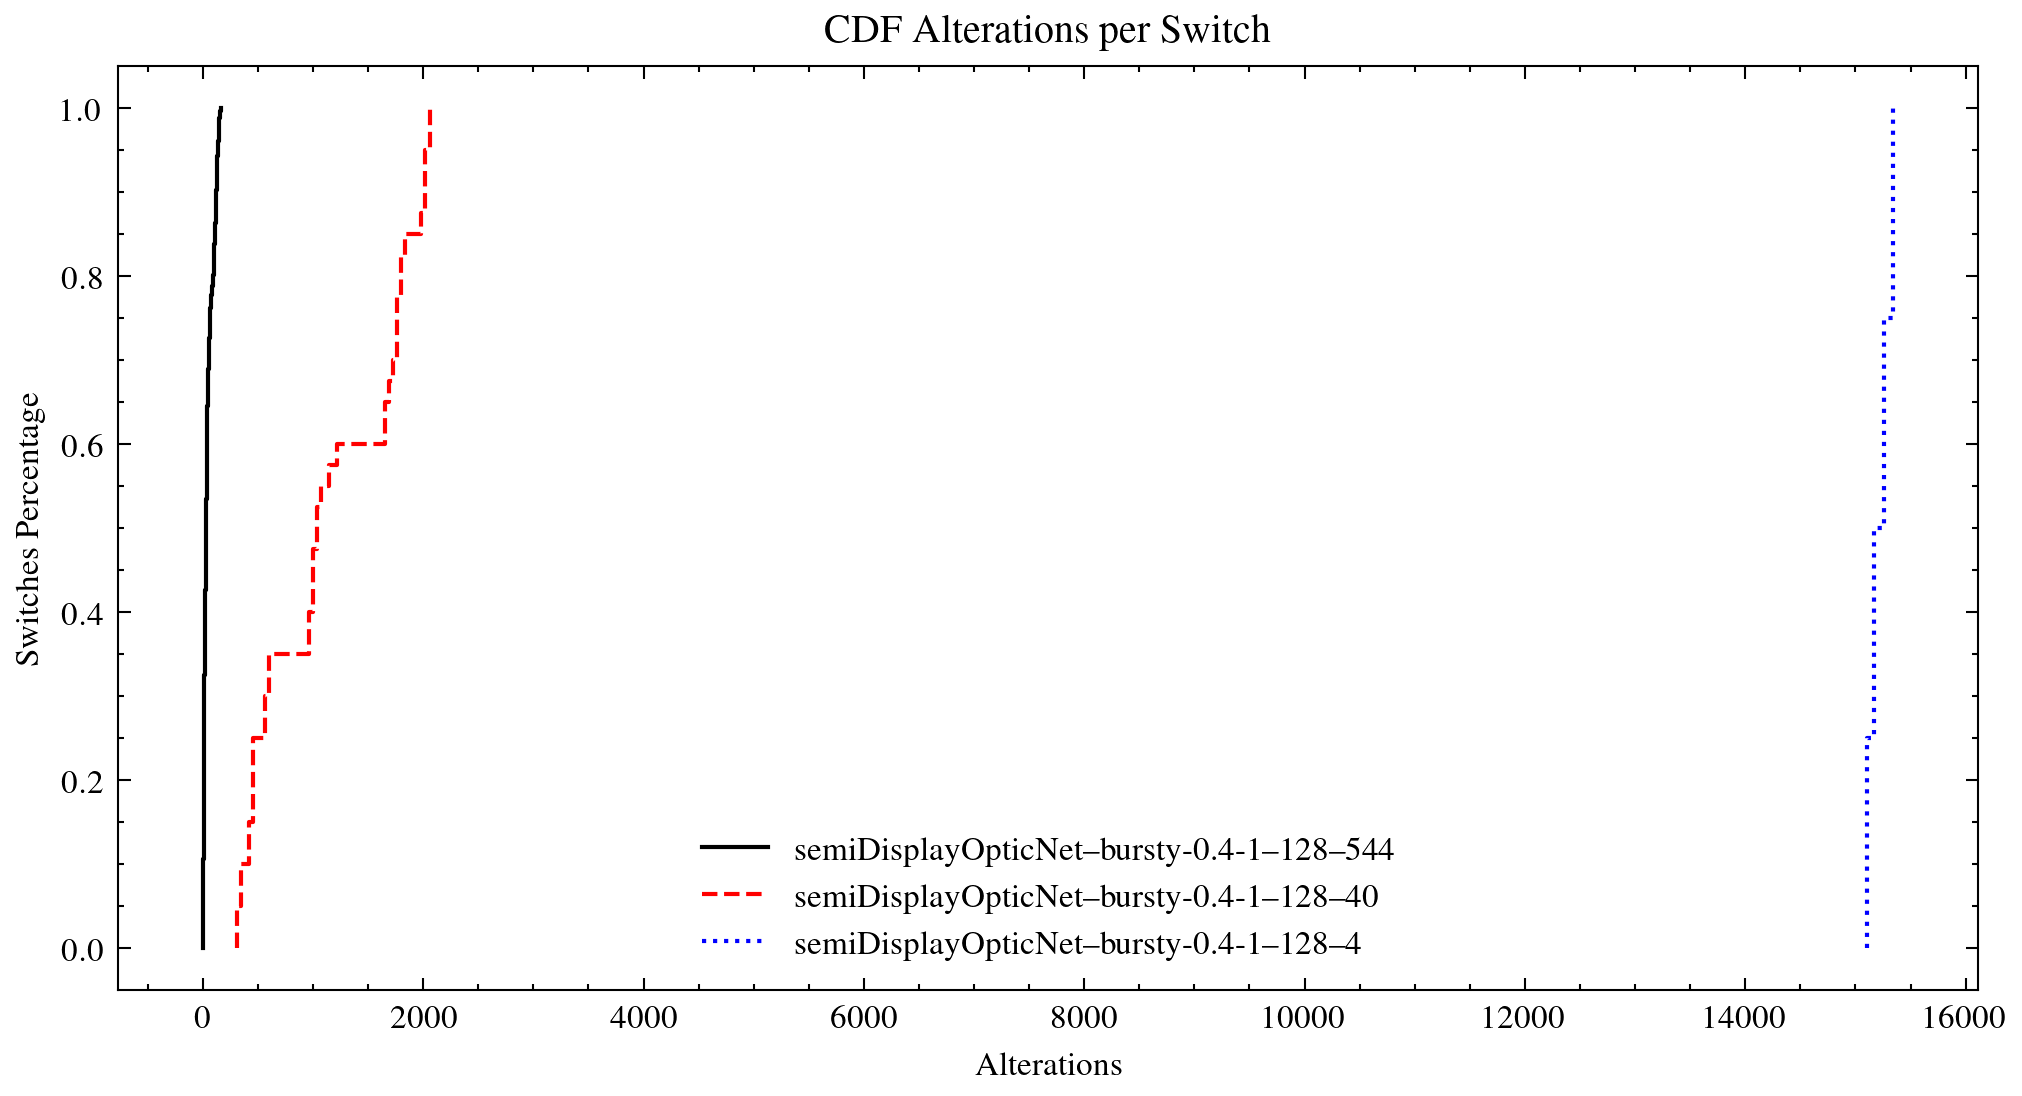 CDF Alterations per Switch
1.0
0.8
0.6
0.4
0.2
0.0
Switches Percentage
semiDisplayOpticNet–bursty-0.4-1–128–544
semiDisplayOpticNet–bursty-0.4-1–128–40
semiDisplayOpticNet–bursty-0.4-1–128–4
0 2000 4000 6000 8000 10000 12000 14000 16000
Alterations